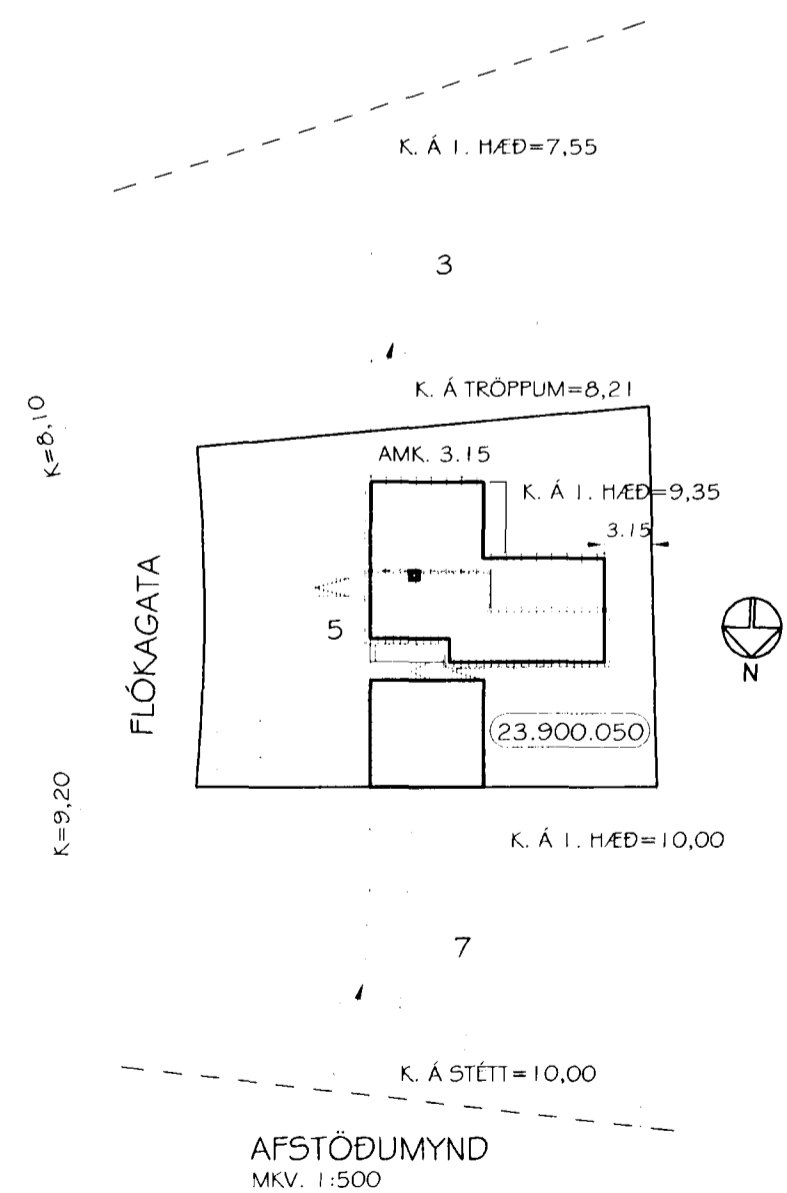 K. Á 1. HÆÐ=7,55
3
K. Á TRÖPPUM=8,21
K=8,10
AMK. 3.15
K. Á 1. HÆÐ=9,35
3.15
FLÓKAGATA
5
N
23.900.050
K=9,20
K. Á 1. HÆÐ=10,00
7
K. Á STÉTT=10,00
AFSTÖÐUMYND
MKV. 1:500